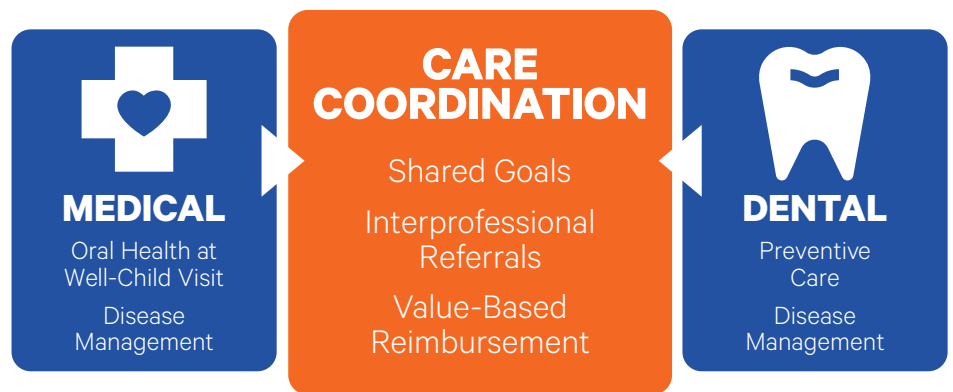 MEDICAL
Oral Health at
Well-Child Visit
Disease
Management
CARE
COORDINATION
Shared Goals
Interprofessional
Referrals
Value-Based
Reimbursement
DENTAL
Preventive
Care
Disease
Management